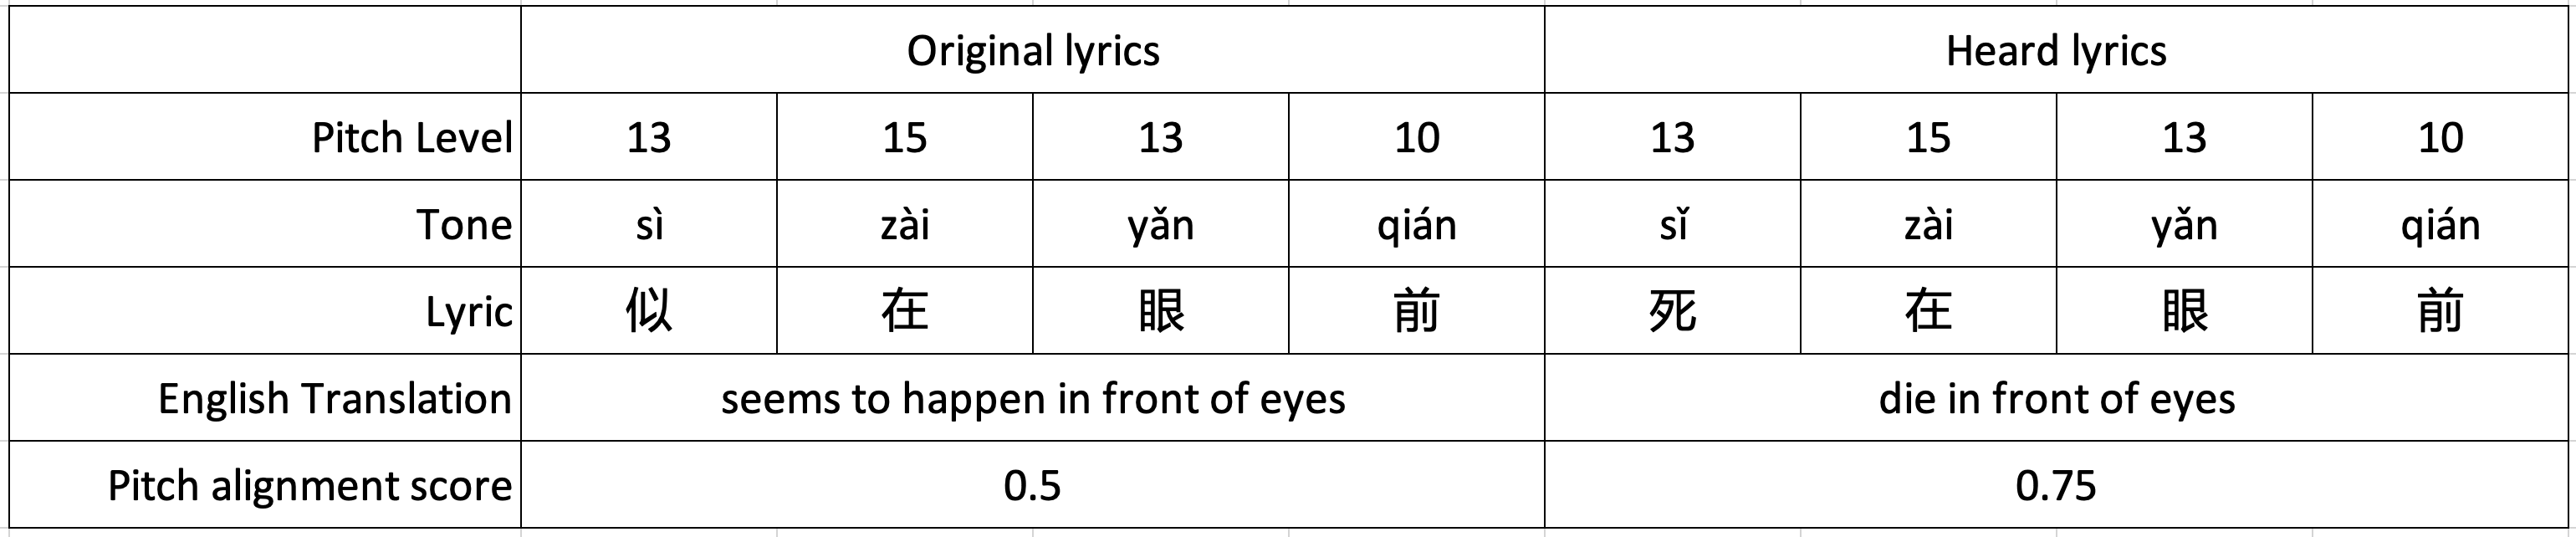 Original lyrics Heard lyrics
Pitch Level 13 15 13 10 13 15 13 10
Tone sì zài yǎn qián sǐ zài yǎn qián
Lyric 似 在 眼 前 死 在 眼 前
English Translation seems to happen in front of eyes die in front of eyes
Pitch alignment score 0.5 0.75